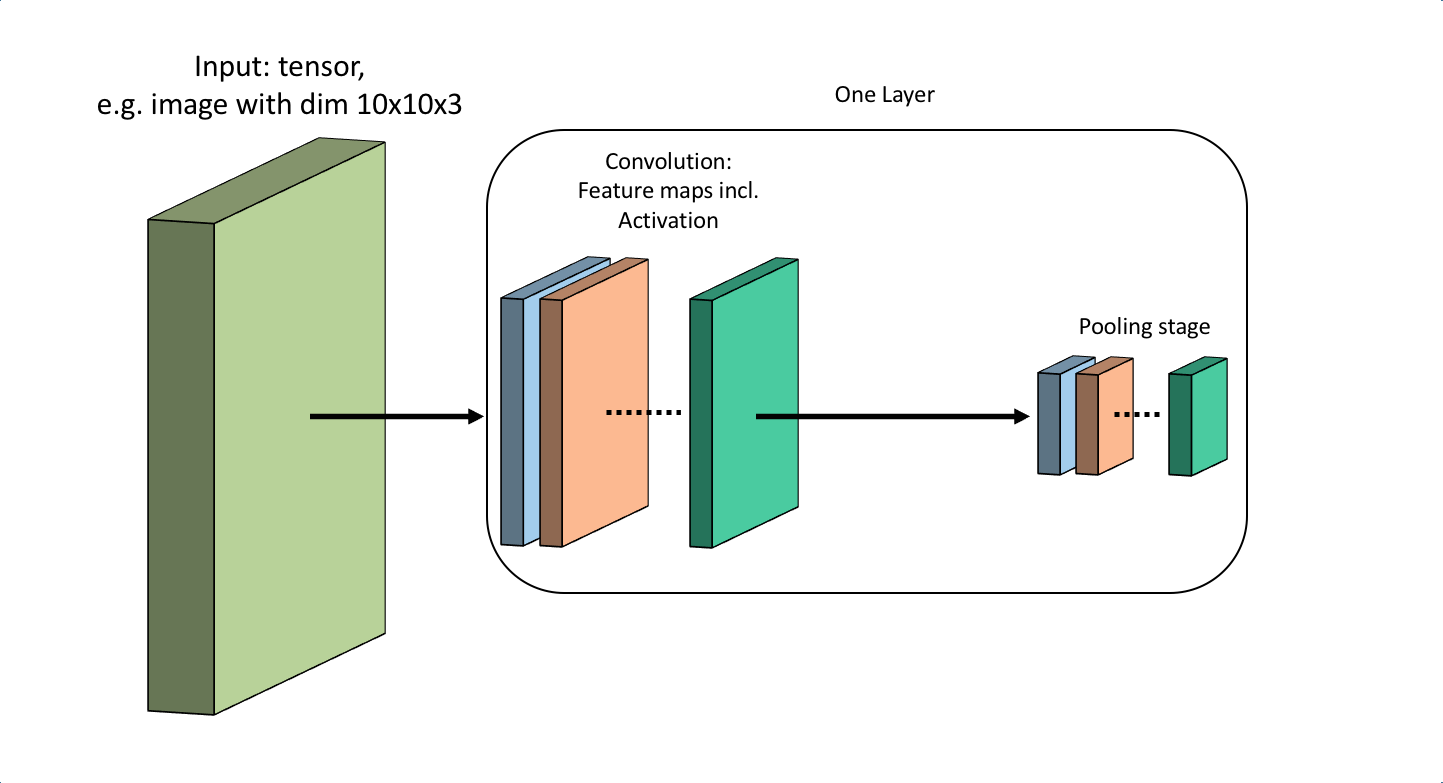 Input: tensor,
e.g. image with dim 10x10x3
One Layer
Convolution:
Feature maps incl.
Activation
Pooling stage